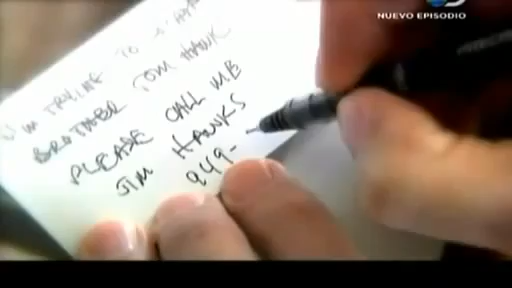 NUEVO EPISODIO
I'M TRYING TO
BROTHER TOM HANK
PLEASE CALL ME
JIM HANKS
949-